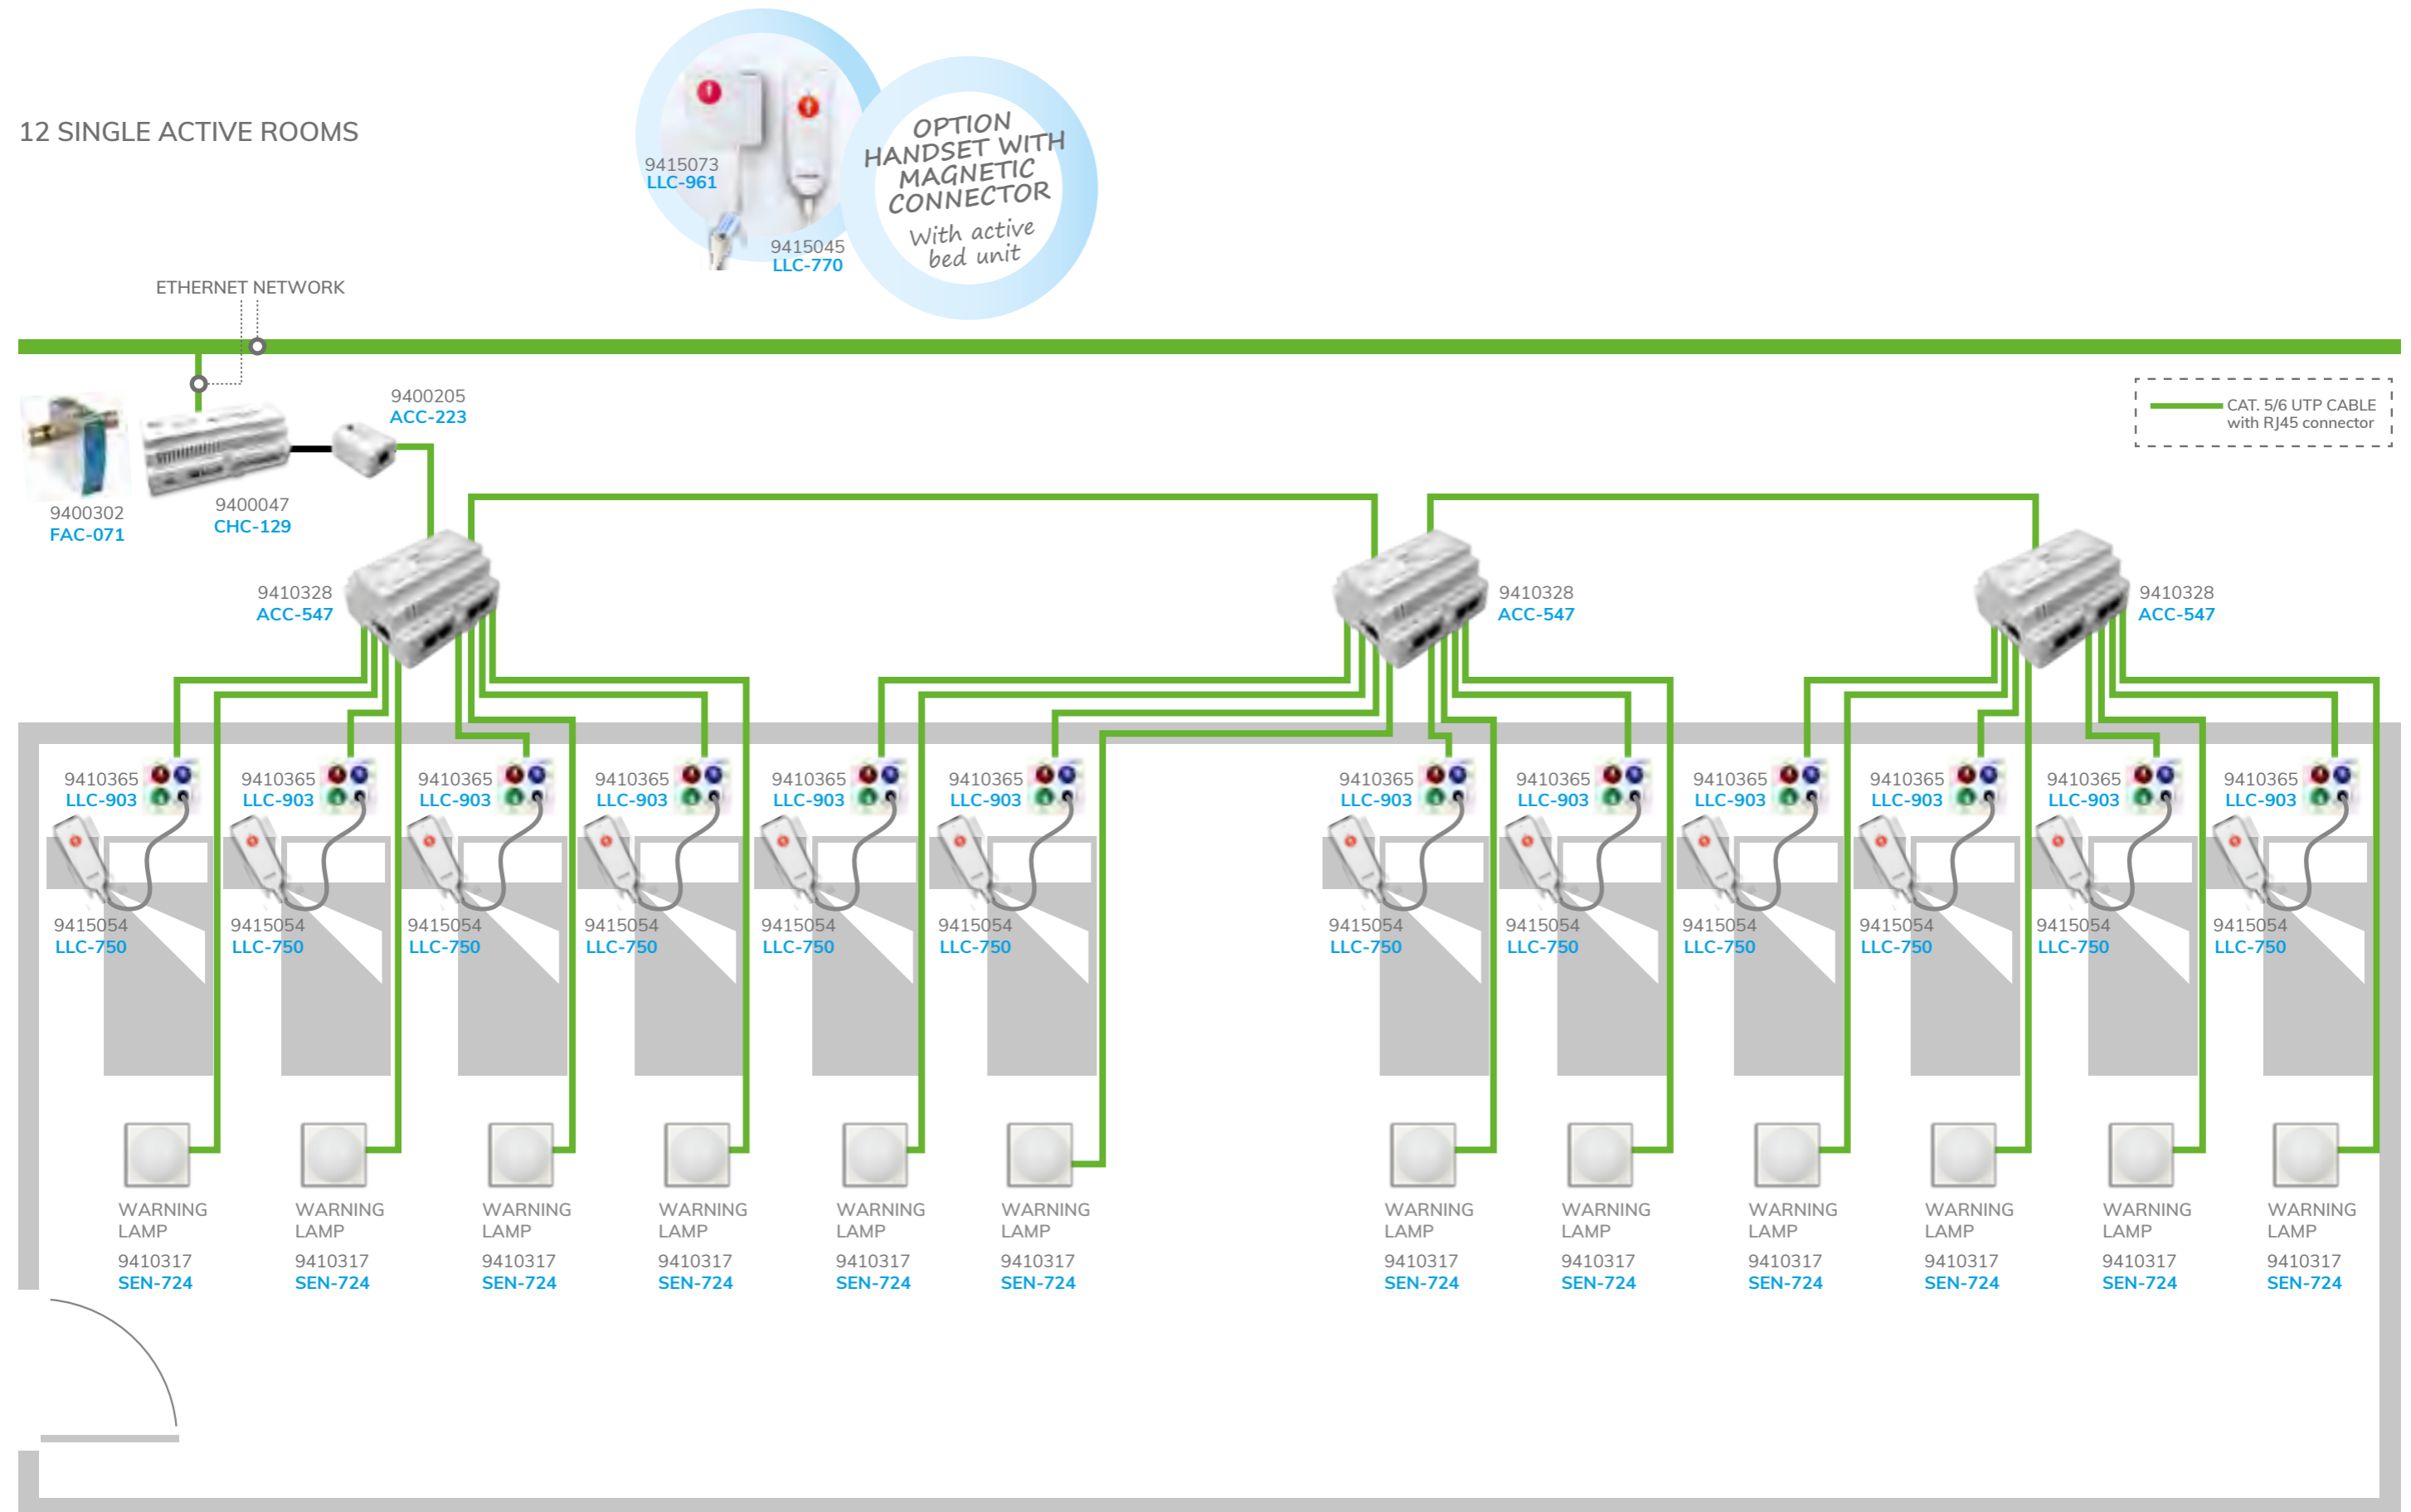 12 SINGLE ACTIVE ROOMS
9415073
LLC-961
9415045
LLC-770
OPTION
HANDSET WITH
MAGNETIC
CONNECTOR
With active
bed unit
ETHERNET NETWORK
9400205
ACC-223
CAT. 5/6 UTP CABLE
with RJ45 connector
9400302
FAC-071
9400047
CHC-129
9410328
ACC-547
9410328
ACC-547
9410328
ACC-547
9410365
LLC-903
9410365
LLC-903
9410365
LLC-903
9410365
LLC-903
9410365
LLC-903
9410365
LLC-903
9410365
LLC-903
9410365
LLC-903
9410365
LLC-903
9410365
LLC-903
9410365
LLC-903
9410365
LLC-903
9415054
LLC-750
9415054
LLC-750
9415054
LLC-750
9415054
LLC-750
9415054
LLC-750
9415054
LLC-750
9415054
LLC-750
9415054
LLC-750
9415054
LLC-750
9415054
LLC-750
9415054
LLC-750
9415054
LLC-750
WARNING
LAMP
9410317
SEN-724
WARNING
LAMP
9410317
SEN-724
WARNING
LAMP
9410317
SEN-724
WARNING
LAMP
9410317
SEN-724
WARNING
LAMP
9410317
SEN-724
WARNING
LAMP
9410317
SEN-724
WARNING
LAMP
9410317
SEN-724
WARNING
LAMP
9410317
SEN-724
WARNING
LAMP
9410317
SEN-724
WARNING
LAMP
9410317
SEN-724
WARNING
LAMP
9410317
SEN-724
WARNING
LAMP
9410317
SEN-724